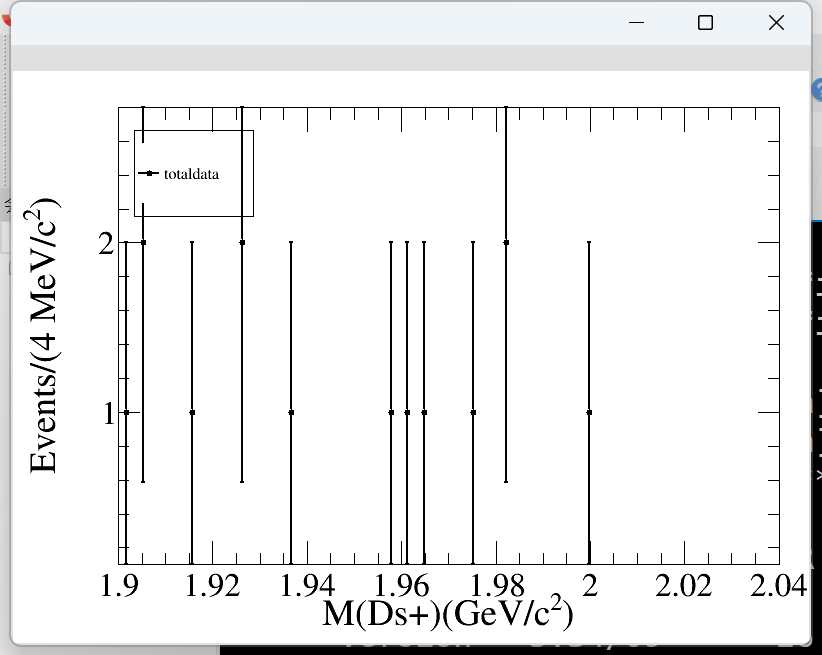 totaldata
Events/(4 MeV/c²)
2
1
1.9 1.92 1.94 1.96 1.98 2 2.02 2.04
M(Ds+)(GeV/c²)